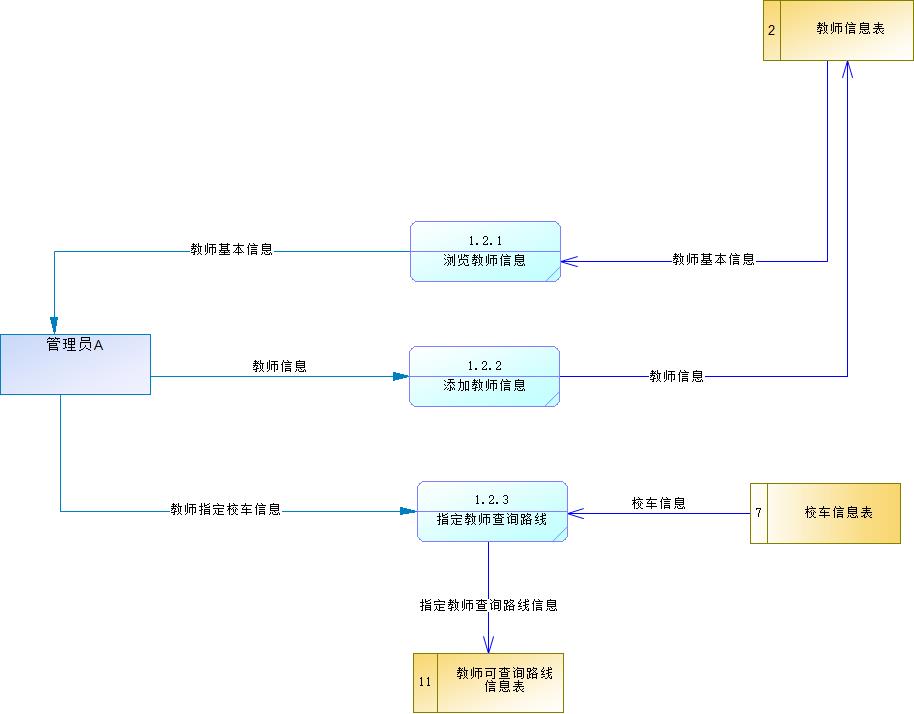 2
教师信息表
1.2.1
浏览教师信息
教师基本信息
教师基本信息
管理员A
教师信息
1.2.2
添加教师信息
教师信息
1.2.3
指定教师查询路线
教师指定校车信息
校车信息
7
校车信息表
指定教师查询路线信息
11
教师可查询路线
信息表